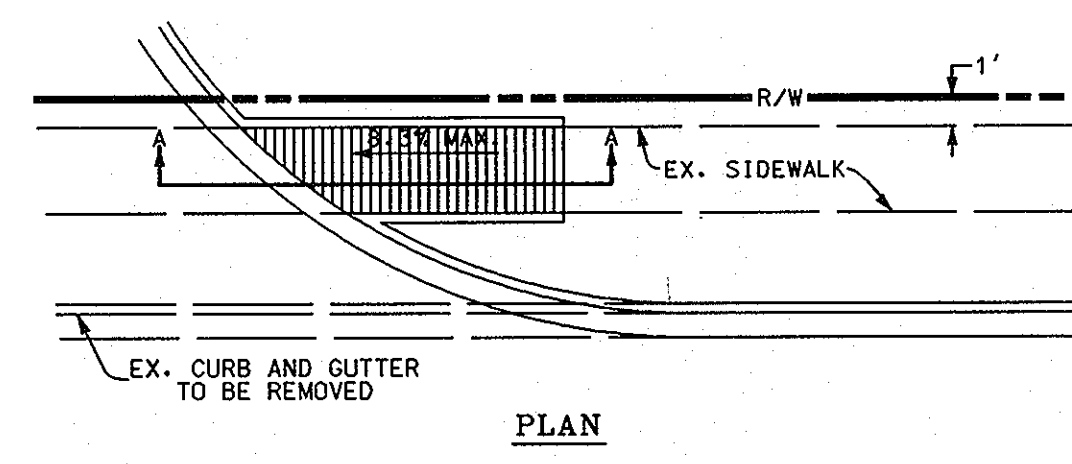 1'
R/W
A
8.3% MAX.
A
EX. SIDEWALK
EX. CURB AND GUTTER
TO BE REMOVED
PLAN